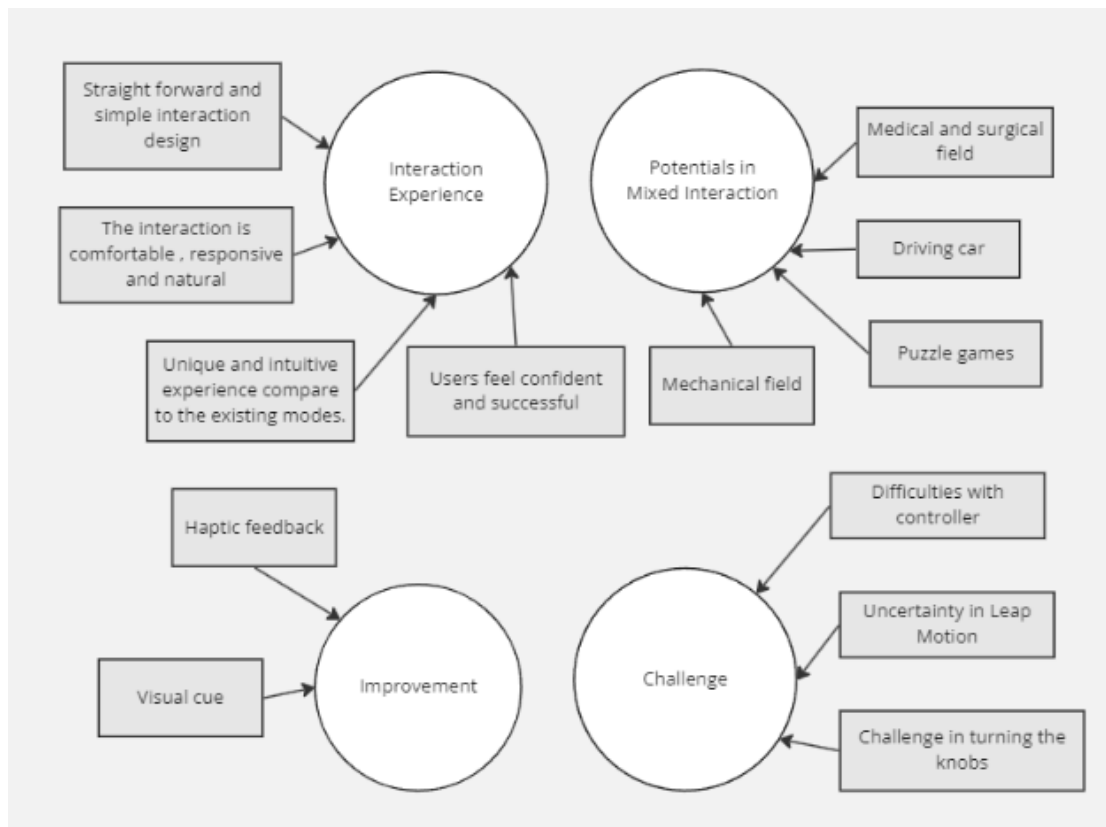 Straight forward and
simple interaction
design
Interaction
Experience
The interaction is
comfortable , responsive
and natural
Unique and intuitive
experience compare
to the existing modes.
Users feel confident
and successful
Potentials in
Mixed Interaction
Medical and surgical
field
Driving car
Puzzle games
Mechanical field
Haptic feedback
Visual cue
Improvement
Difficulties with
controller
Uncertainty in Leap
Motion
Challenge
Challenge in turning the
knobs